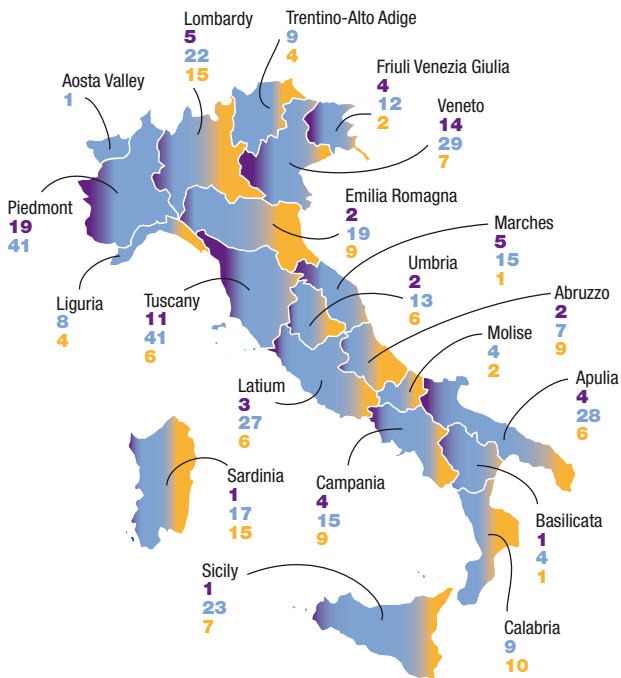 Lombardy
5
22
15
Trentino-Alto Adige
9
4
Aosta Valley
1
Friuli Venezia Giulia
4
12
2
Veneto
14
29
7
Piedmont
19
41
Emilia Romagna
2
19
9
Marches
5
15
1
Umbria
2
13
6
Liguria
8
4
Tuscany
11
41
6
Abruzzo
2
7
9
Molise
4
2
Apulia
4
28
6
Latium
3
27
6
Sardinia
1
17
15
Campania
4
15
9
Basilicata
1
4
1
Sicily
1
23
7
Calabria
9
10